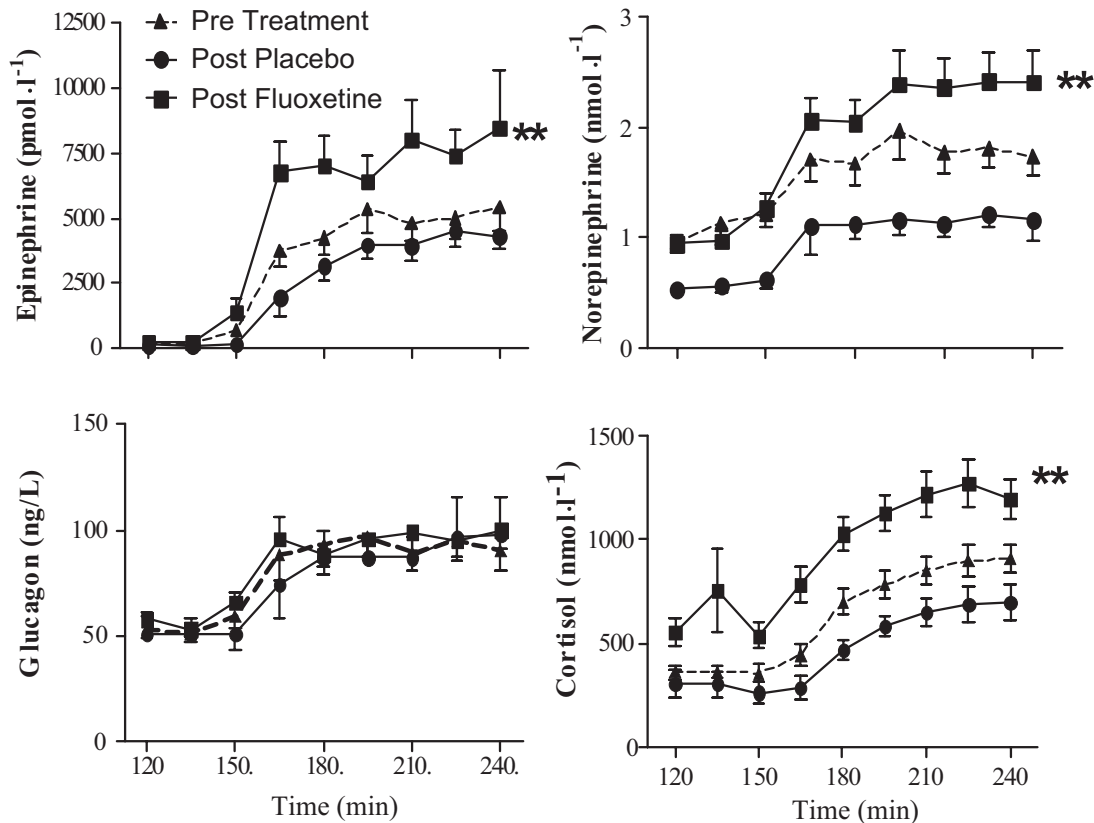 Epinephrine (pmol·l⁻¹)
12500
10000
7500
5000
2500
0
Pre Treatment
Post Placebo
Post Fluoxetine
**
Norepinephrine (nmol·l⁻¹)
3
2
1
0
**
Glucagon (ng/L)
150
100
50
0
120 150. 180. 210. 240.
Time (min)
Cortisol (nmol·l⁻¹)
1500
1000
500
0
**
120 150 180 210 240
Time (min)